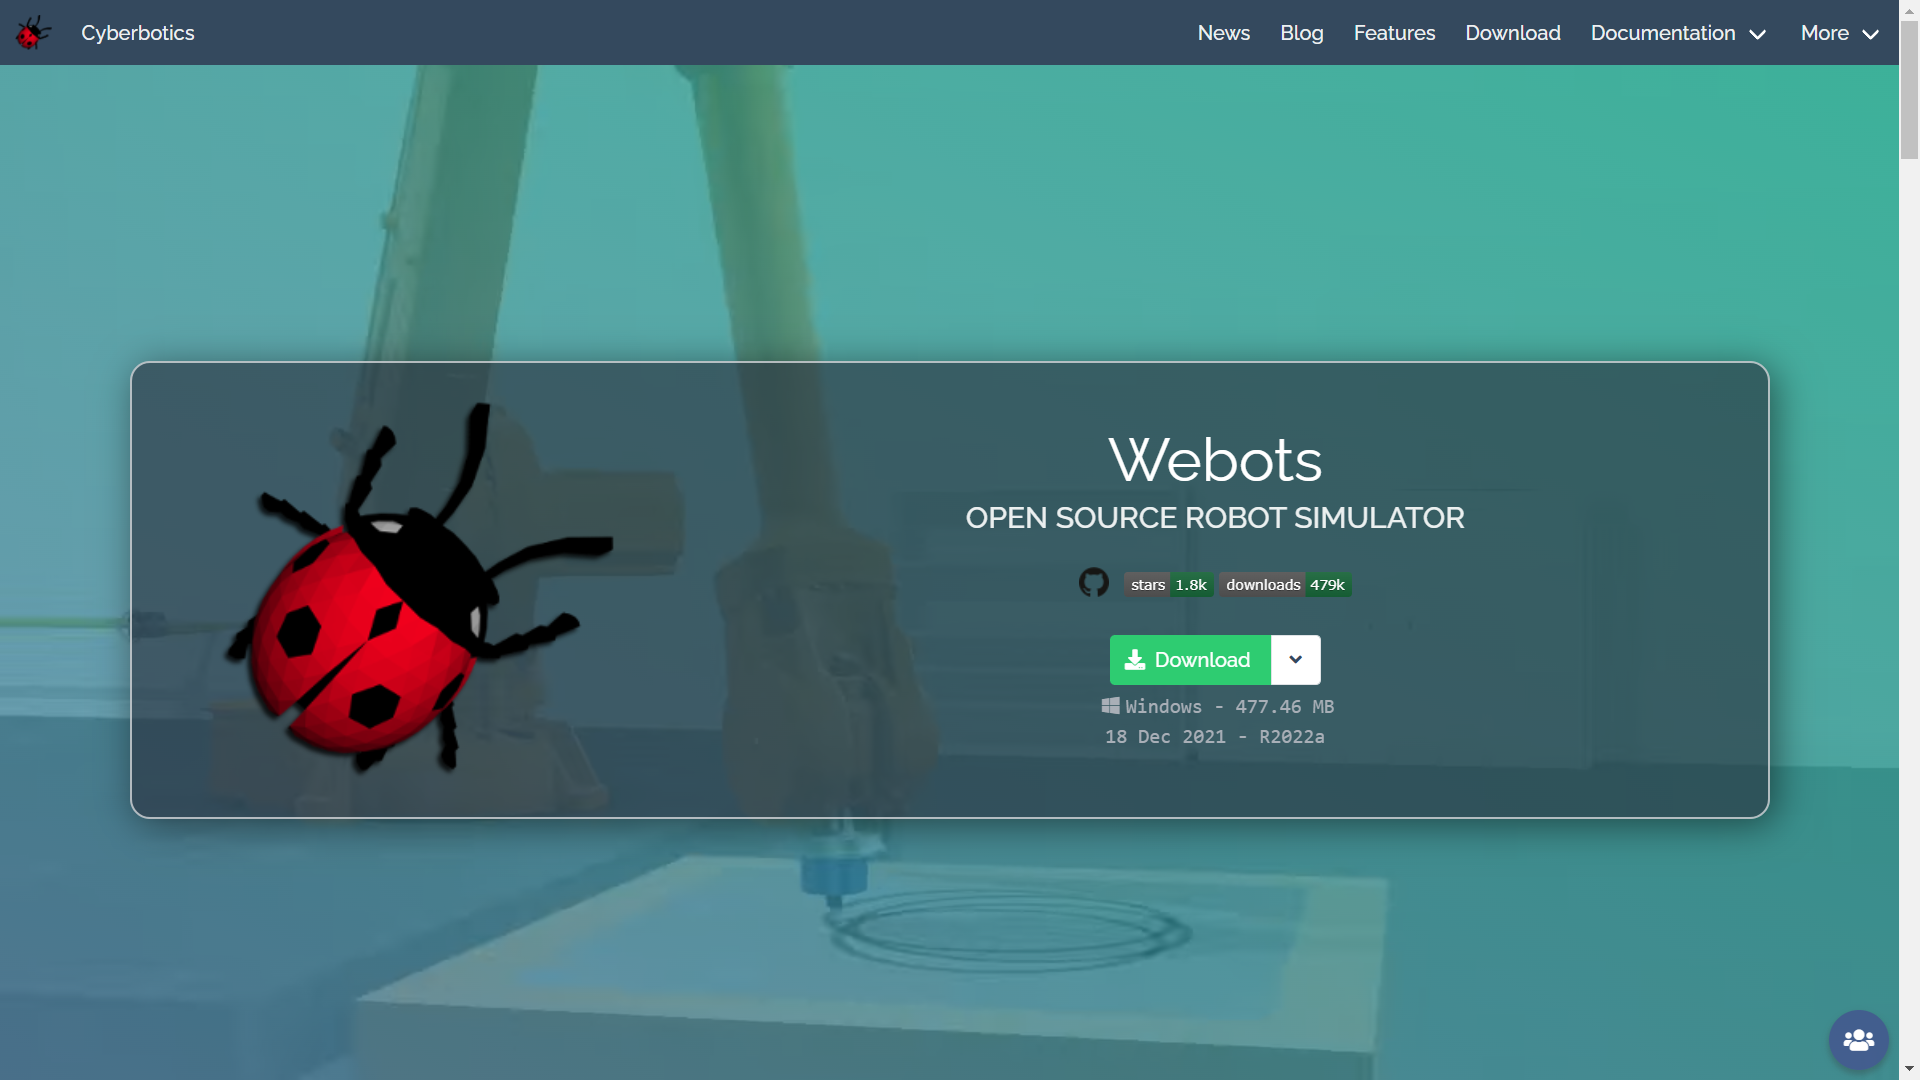 Cyberbotics News Blog Features Download Documentation More
Webots
OPEN SOURCE ROBOT SIMULATOR
stars 1.8k downloads 479k
Download
Windows - 477.46 MB
18 Dec 2021 - R2022a